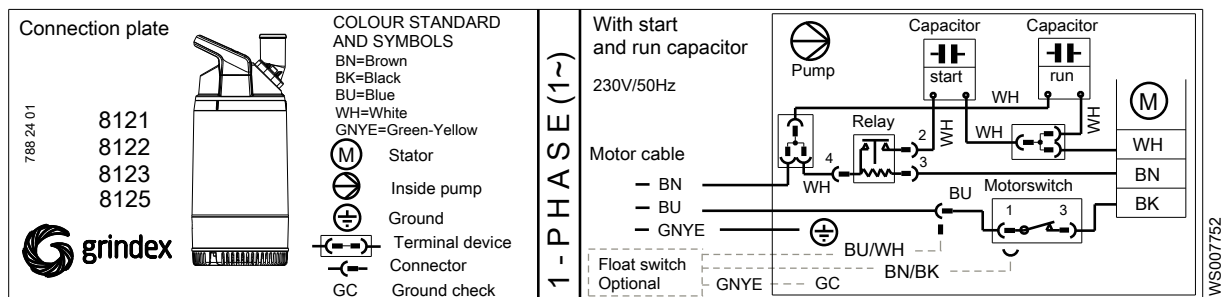 Connection plate
788 24 01
8121
8122
8123
8125
grindex
COLOUR STANDARD
AND SYMBOLS
BN=Brown
BK=Black
BU=Blue
WH=White
GNYE=Green-Yellow
M Stator
Inside pump
Ground
Terminal device
Connector
GC Ground check
1-PHASE(1~)
With start
and run capacitor
230V/50Hz
Pump
Capacitor
start
Capacitor
run
M
WH
BN
BK
WH
WH
WH
WH
Relay
2
3
4
WH
Motor cable
BN
BU
GNYE
BU
Motorswitch
1 3
BU/WH
BN/BK
Float switch
Optional
GNYE
GC
WS007752